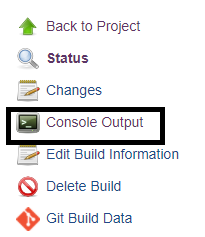 Back to Project
Status
Changes
Console Output
Edit Build Information
Delete Build
Git Build Data